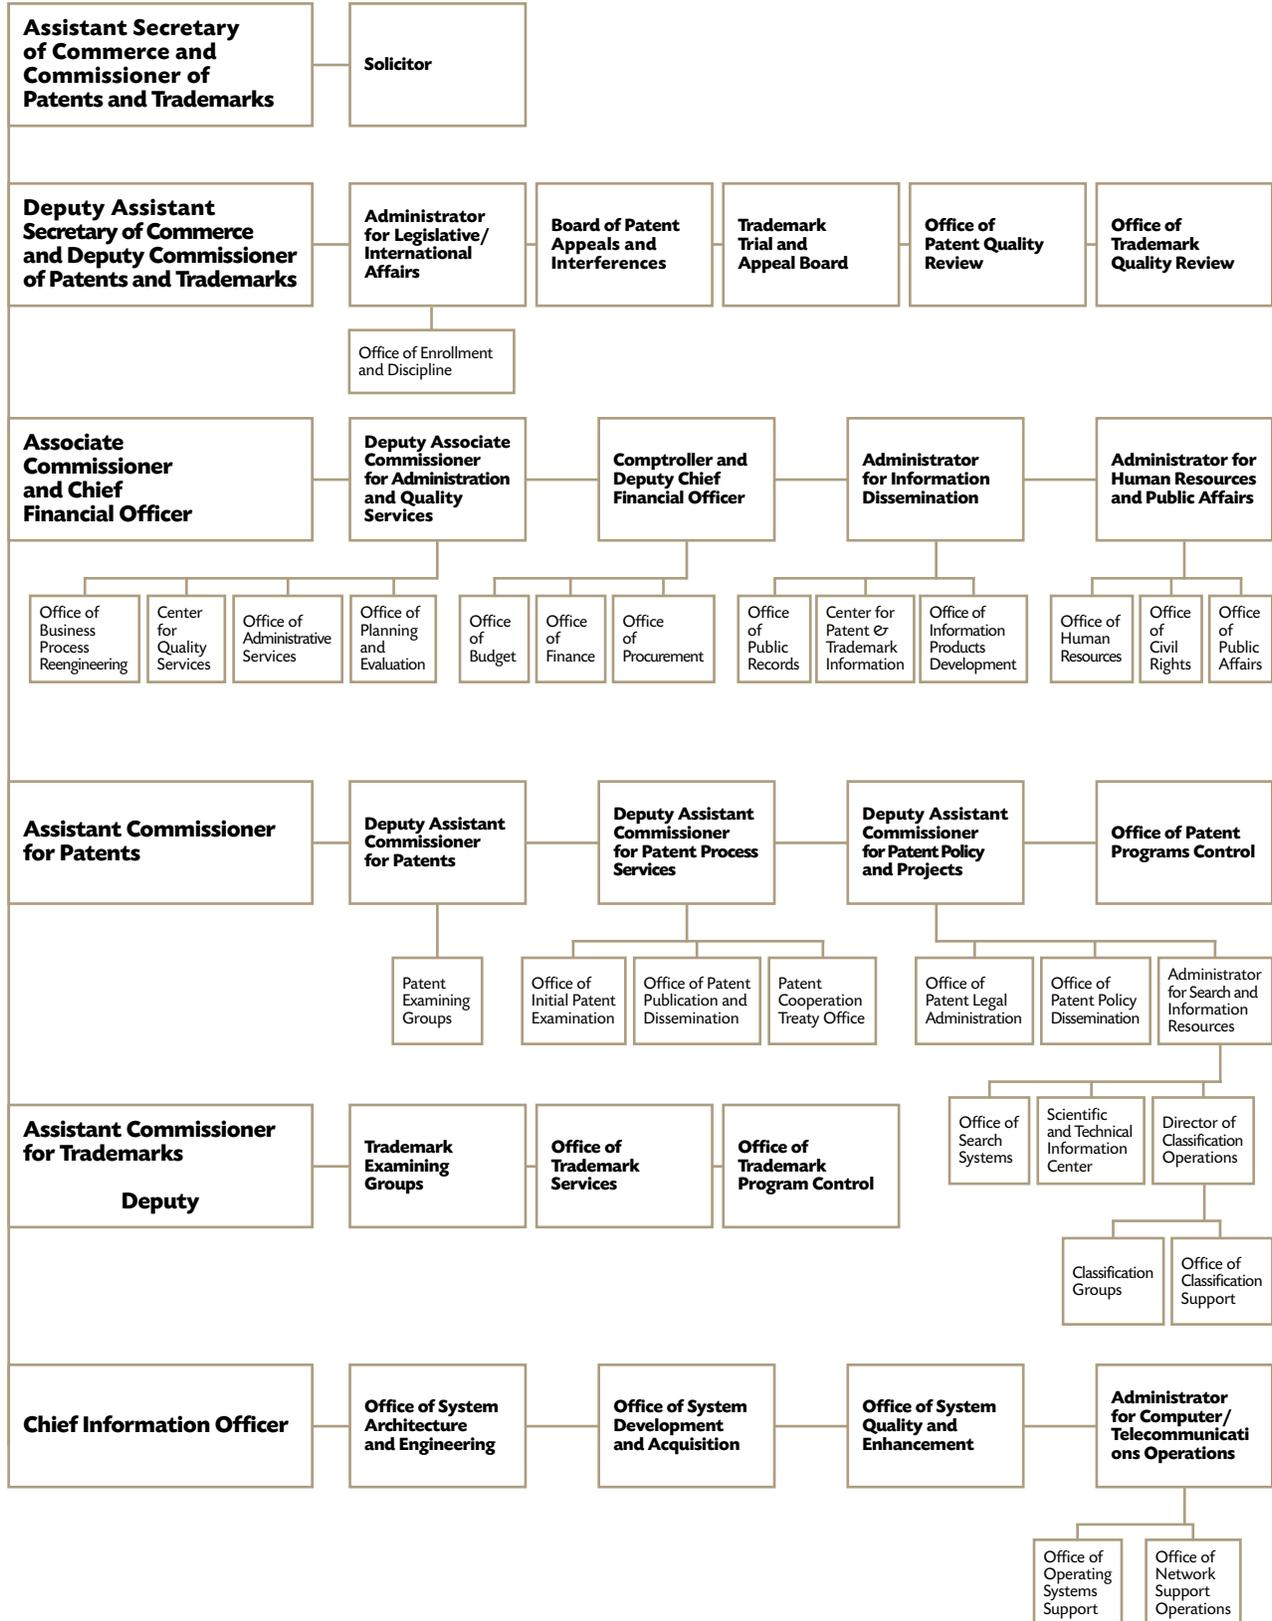 Assistant Secretary
of Commerce and
Commissioner of
Patents and Trademarks
Solicitor
Deputy Assistant
Secretary of Commerce
and Deputy Commissioner
of Patents and Trademarks
Administrator
for Legislative/
International
Affairs
Board of Patent
Appeals and
Interferences
Trademark
Trial and
Appeal Board
Office of
Patent Quality
Review
Office of
Trademark
Quality Review
Office of Enrollment
and Discipline
Associate
Commissioner
and Chief
Financial Officer
Deputy Associate
Commissioner
for Administration
and Quality
Services
Comptroller and
Deputy Chief
Financial Officer
Administrator
for Information
Dissemination
Administrator for
Human Resources
and Public Affairs
Office of
Business
Process
Reengineering
Center
for
Quality
Services
Office of
Administrative
Services
Office of
Planning
and
Evaluation
Office
of
Budget
Office
of
Finance
Office
of
Procurement
Office
of
Public
Records
Center for
Patent &
Trademark
Information
Office of
Information
Products
Development
Office of
Human
Resources
Office
of
Civil
Rights
Office
of
Public
Affairs
Assistant Commissioner
for Patents
Deputy Assistant
Commissioner
for Patents
Deputy Assistant
Commissioner
for Patent Process
Services
Deputy Assistant
Commissioner
for Patent Policy
and Projects
Office of Patent
Programs Control
Patent
Examining
Groups
Office of
Initial Patent
Examination
Office of Patent
Publication and
Dissemination
Patent
Cooperation
Treaty Office
Office of
Patent Legal
Administration
Office of
Patent Policy
Dissemination
Administrator
for Search and
Information
Resources
Office of
Search
Systems
Scientific
and Technical
Information
Center
Director of
Classification
Operations
Assistant Commissioner
for Trademarks
Deputy
Trademark
Examining
Groups
Office of
Trademark
Services
Office of
Trademark
Program Control
Classification
Groups
Office of
Classification
Support
Chief Information Officer
Office of System
Architecture
and Engineering
Office of System
Development
and Acquisition
Office of System
Quality and
Enhancement
Administrator
for Computer/
Telecommunicati
ons Operations
Office of
Operating
Systems
Support
Office of
Network
Support
Operations